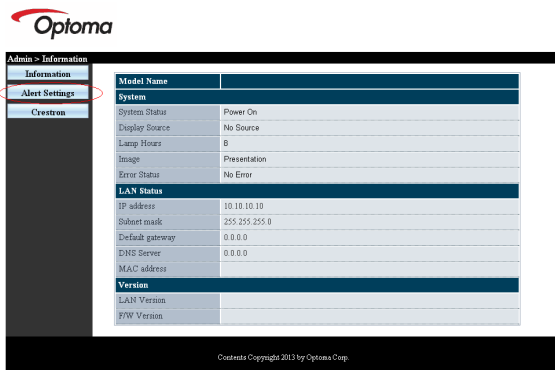 Optoma
Admin > Information
Information
Alert Settings
Crestron
Model Name
System
System Status Power On
Display Source No Source
Lamp Hours 8
Image Presentation
Error Status No Error
LAN Status
IP address 10.10.10.10
Subnet mask 255.255.255.0
Default gateway 0.0.0.0
DNS Server 0.0.0.0
MAC address
Version
LAN Version
F/W Version
Contents Copyright 2013 by Optoma Corp.